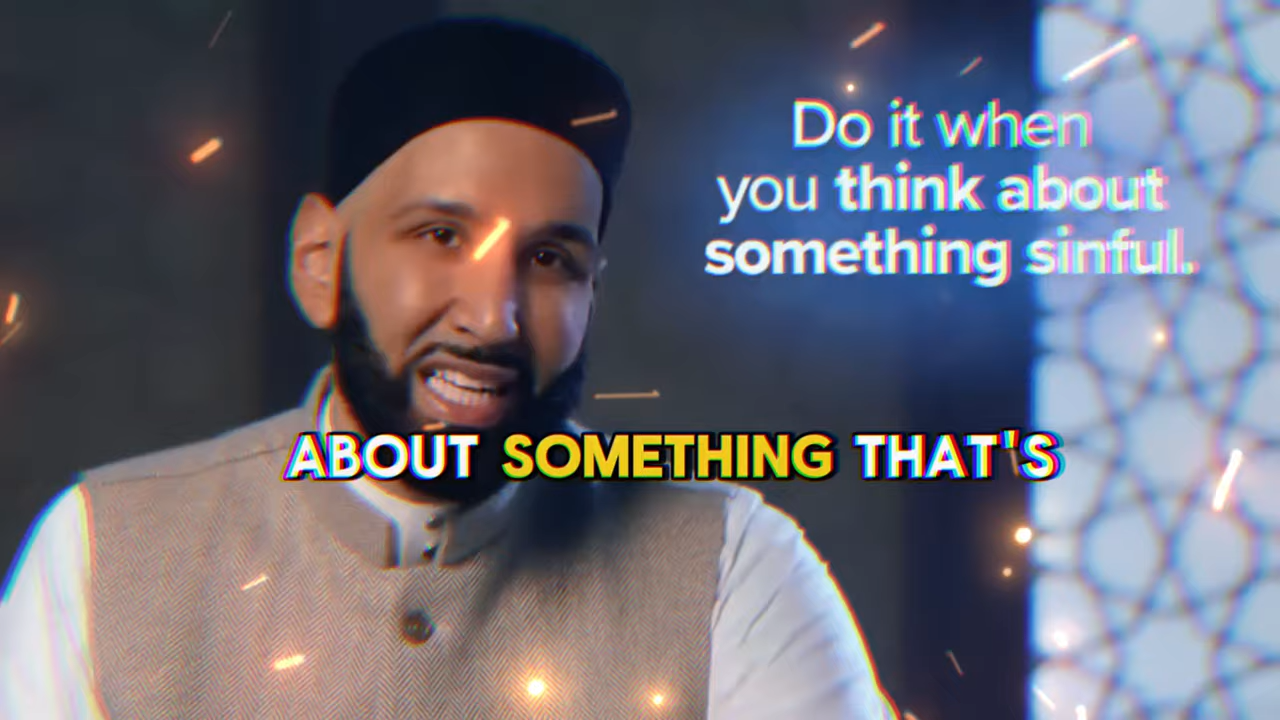 Do it when
you think about
something sinful.
ABOUT SOMETHING THAT'S